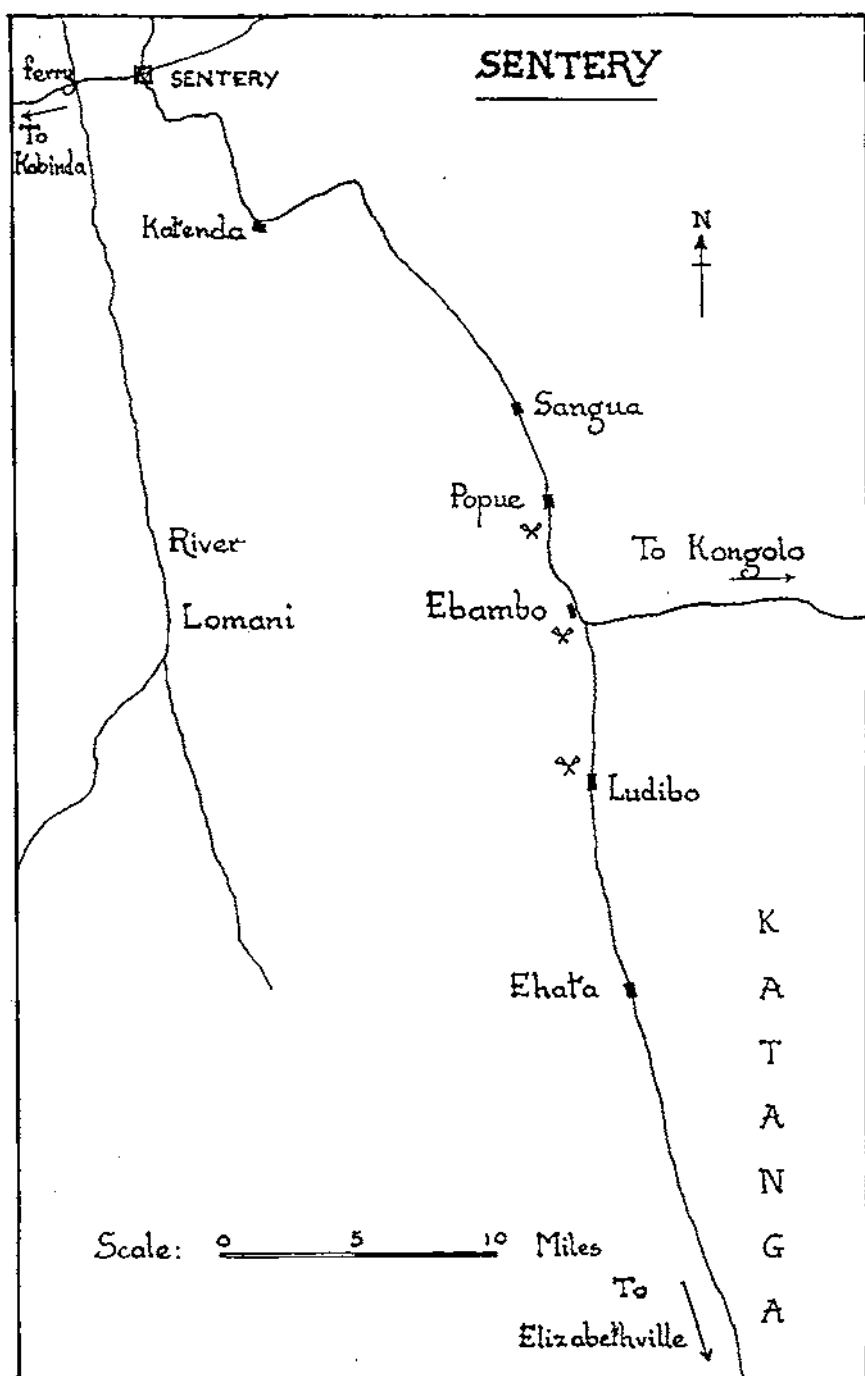 SENTERY
ferry
SENTERY
To
Kabinda
Katenda
N
Sangua
Popue
To Kongolo
River
Ebambo
Lomani
Ludibo
KATANGA
Ehata
Scale: 0 5 10 Miles
To
Elizabethville